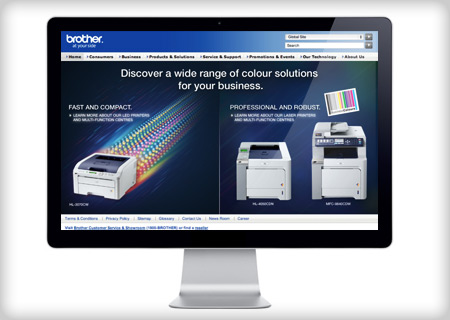 brother.
at your side
Global Site
Search
Home Consumers Business Products & Solutions Service & Support Promotions & Events Our Technology About Us
Discover a wide range of colour solutions
for your business.
FAST AND COMPACT.
LEARN MORE ABOUT OUR LED PRINTERS
AND MULTI-FUNCTION CENTRES
PROFESSIONAL AND ROBUST.
LEARN MORE ABOUT OUR LASER PRINTERS
AND MULTI-FUNCTION CENTRES
HL-3070CW
HL-4050CDN
MFC-9840CDW
Terms & Conditions | Privacy Policy | Sitemap | Glossary | Contact Us | News Room | Career
Visit Brother Customer Service & Showroom (1900-BROTHER) or find a reseller